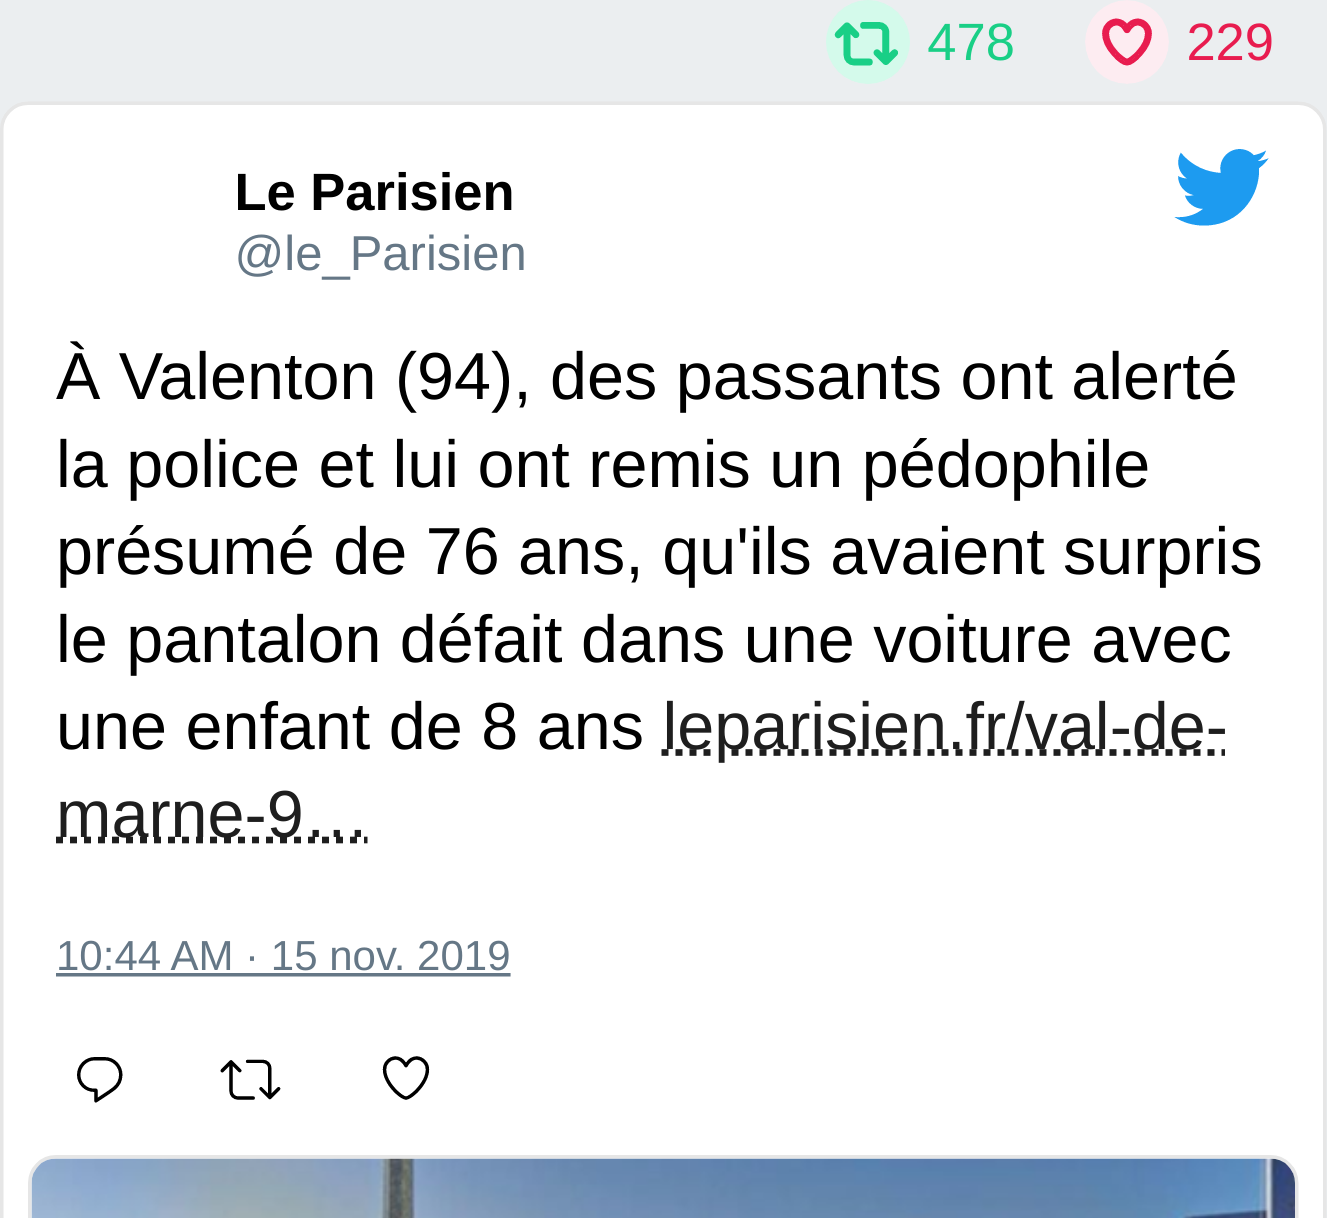 478 229
Le Parisien
@le_Parisien
À Valenton (94), des passants ont alerté
la police et lui ont remis un pédophile
présumé de 76 ans, qu'ils avaient surpris
le pantalon défait dans une voiture avec
une enfant de 8 ans leparisien.fr/val-de-
marne-9…
10:44 AM · 15 nov. 2019